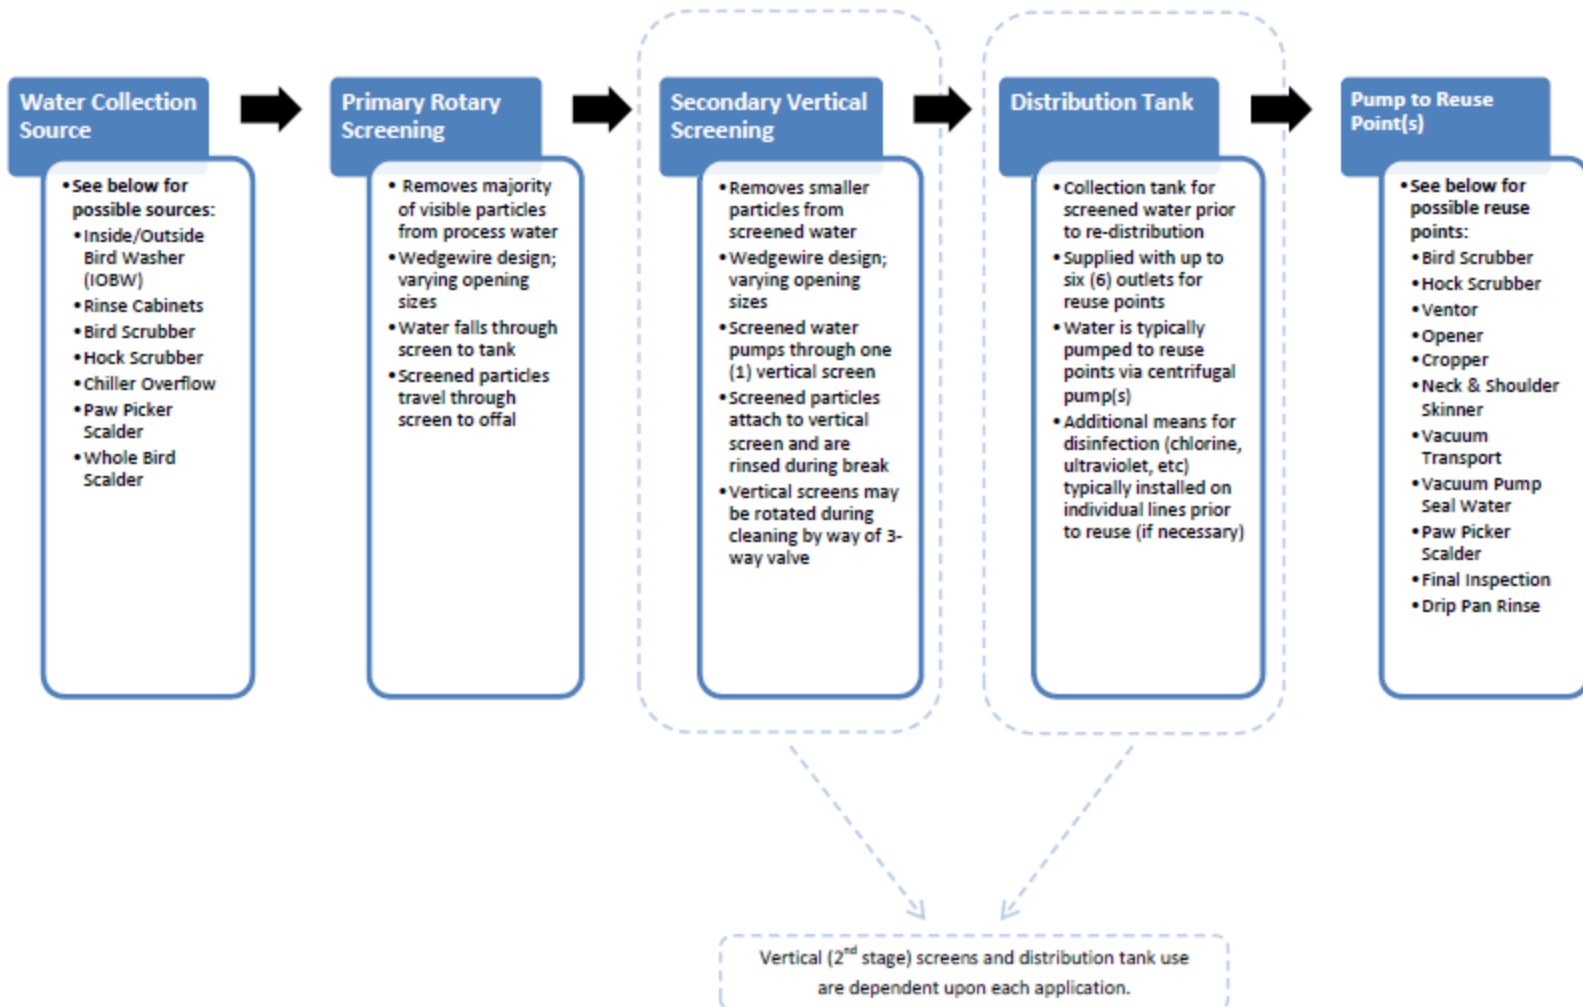 Water Collection
Source
• See below for
possible sources:
• Inside/Outside
Bird Washer
(IOBW)
• Rinse Cabinets
• Bird Scrubber
• Hock Scrubber
• Chiller Overflow
• Paw Picker
Scalder
• Whole Bird
Scalder
Primary Rotary
Screening
• Removes majority
of visible particles
from process water
• Wedgewire design;
varying opening
sizes
• Water falls through
screen to tank
• Screened particles
travel through
screen to offal
Secondary Vertical
Screening
• Removes smaller
particles from
screened water
• Wedgewire design;
varying opening
sizes
• Screened water
pumps through one
(1) vertical screen
• Screened particles
attach to vertical
screen and are
rinsed during break
• Vertical screens may
be rotated during
cleaning by way of 3-
way valve
Distribution Tank
• Collection tank for
screened water prior
to re-distribution
• Supplied with up to
six (6) outlets for
reuse points
• Water is typically
pumped to reuse
points via centrifugal
pump(s)
• Additional means for
disinfection (chlorine,
ultraviolet, etc)
typically installed on
individual lines prior
to reuse (if necessary)
Pump to Reuse
Point(s)
• See below for
possible reuse
points:
• Bird Scrubber
• Hock Scrubber
• Ventor
• Opener
• Cropper
• Neck & Shoulder
Skinner
• Vacuum
Transport
• Vacuum Pump
Seal Water
• Paw Picker
Scalder
• Final Inspection
• Drip Pan Rinse
Vertical (2nd stage) screens and distribution tank use
are dependent upon each application.